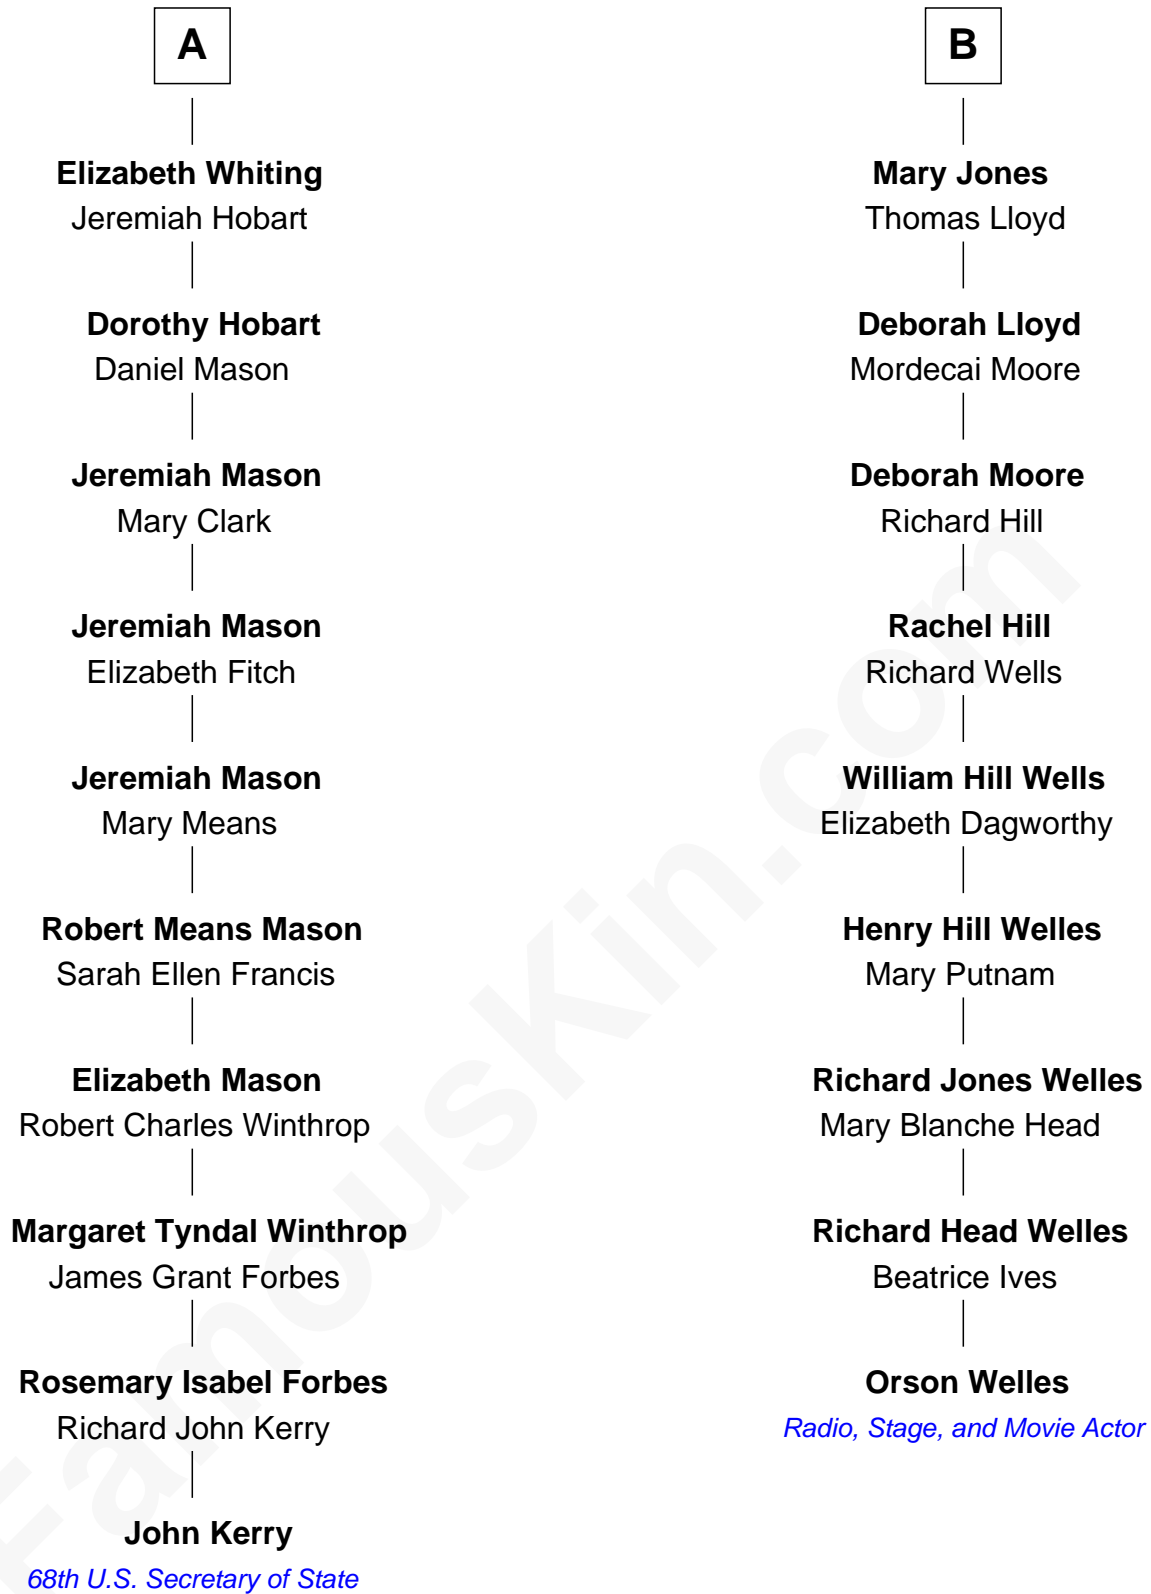 A
Elizabeth Whiting
Jeremiah Hobart
Dorothy Hobart
Daniel Mason
Jeremiah Mason
Mary Clark
Jeremiah Mason
Elizabeth Fitch
Jeremiah Mason
Mary Means
Robert Means Mason
Sarah Ellen Francis
Elizabeth Mason
Robert Charles Winthrop
Margaret Tyndal Winthrop
James Grant Forbes
Rosemary Isabel Forbes
Richard John Kerry
John Kerry
68th U.S. Secretary of State
B
Mary Jones
Thomas Lloyd
Deborah Lloyd
Mordecai Moore
Deborah Moore
Richard Hill
Rachel Hill
Richard Wells
William Hill Wells
Elizabeth Dagworthy
Henry Hill Welles
Mary Putnam
Richard Jones Welles
Mary Blanche Head
Richard Head Welles
Beatrice Ives
Orson Welles
Radio, Stage, and Movie Actor
FamousKin.com